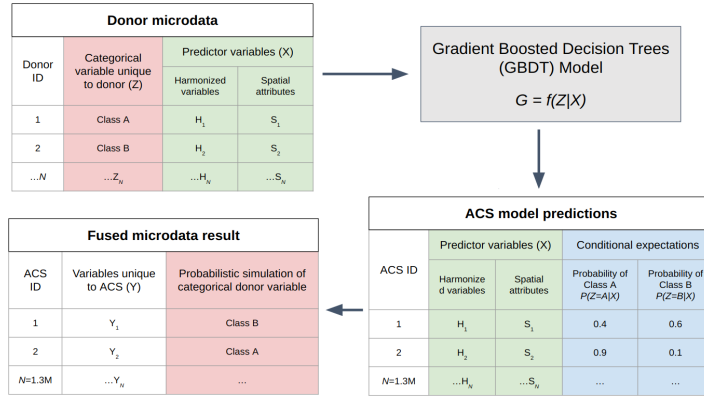 Donor microdata
Donor ID
Categorical variable unique to donor (Z)
Predictor variables (X)
Harmonized variables
Spatial attributes
1
Class A
H1
S1
2
Class B
H2
S2
...N
...ZN
...HN
...SN
Gradient Boosted Decision Trees
(GBDT) Model
G = f(Z|X)
ACS model predictions
ACS ID
Predictor variables (X)
Conditional expectations
Harmonize
d variables
Spatial
attributes
Probability of
Class A
P(Z=A|X)
Probability of
Class B
P(Z=B|X)
1
H1
S1
0.4
0.6
2
H2
S2
0.9
0.1
N=1.3M
...HN
...SN
...
...
Fused microdata result
ACS
ID
Variables unique
to ACS (Y)
Probabilistic simulation of
categorical donor variable
1
Y1
Class B
2
Y2
Class A
N=1.3M
...YN
...